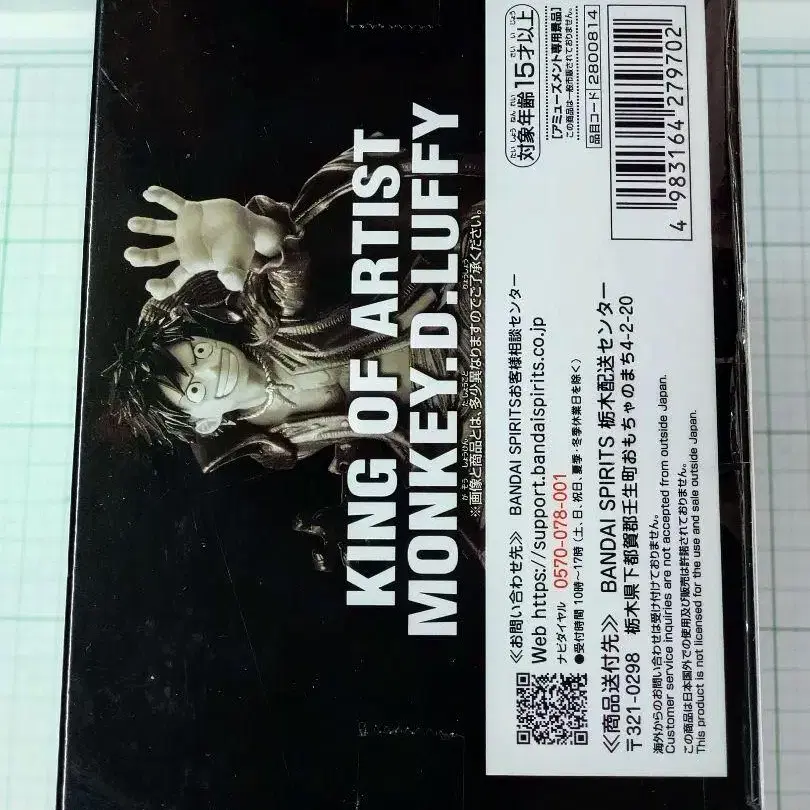 KING OF ARTIST
MONKEY.D.LUFFY
※画像と商品とは、多少異なりますのでご了承ください。
≪お問い合わせ先≫ BANDAI SPIRITSお客様相談センター
Web https://support.bandaispirits.co.jp
ナビダイヤル 0570-078-001
●受付時間 10時～17時（土、日、祝日、夏季・冬季休業日を除く）
≪商品送付先≫ BANDAI SPIRITS 栃木配送センター
〒321-0298 栃木県下都賀郡壬生町おもちゃのまち4-2-20
海外からのお問い合わせは受け付けておりません。
Customer service inquiries are not accepted from outside Japan.
この商品は日本国外での使用及び販売は許諾されておりません。
This product is not licensed for the use and sale outside Japan.
対象年齢 15才以上
[アミューズメント専用景品]
この商品は一般市販されておりません。
品目コード 2800814
4 983164 279702